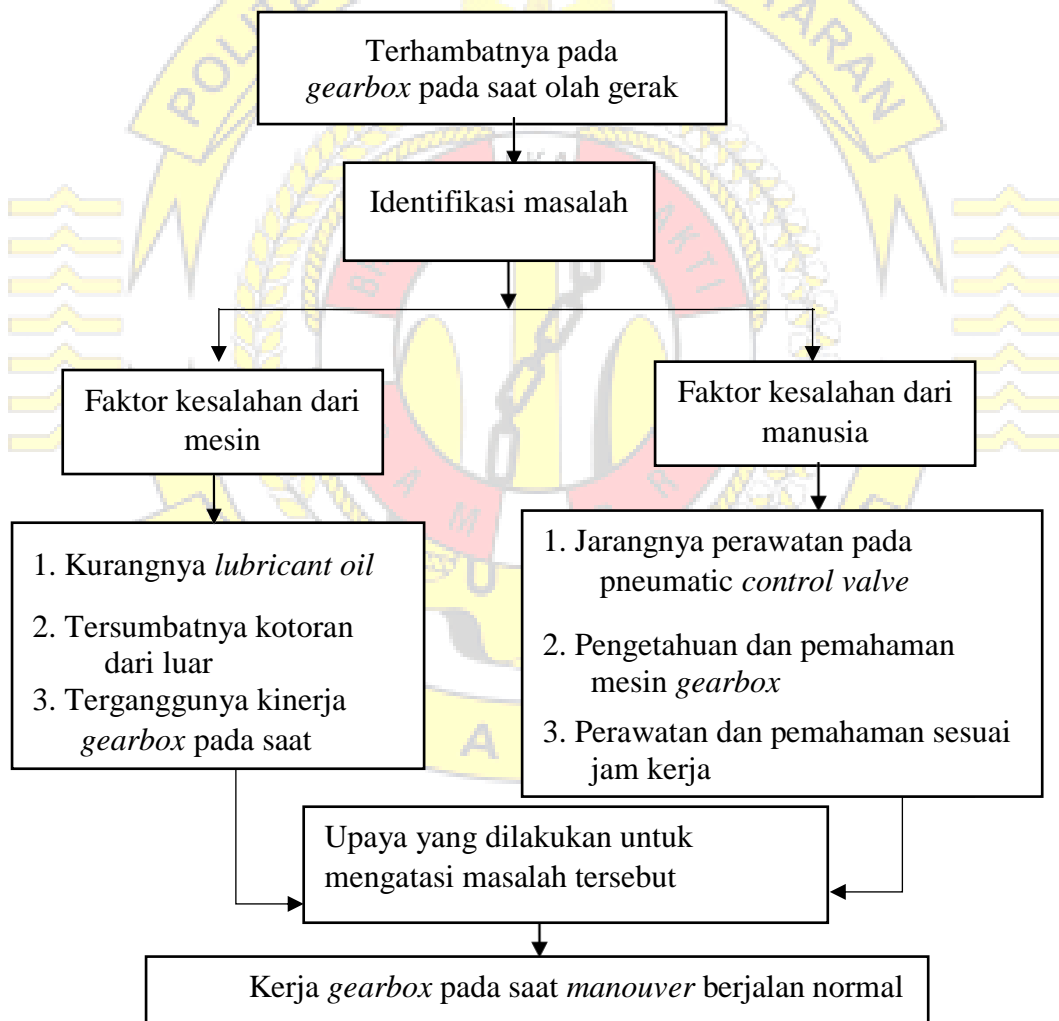 Terhambatnya pada
gearbox pada saat olah gerak
Identifikasi masalah
Faktor kesalahan dari
mesin
Faktor kesalahan dari
manusia
1. Kurangnya lubricant oil
2. Tersumbatnya kotoran
dari luar
3. Terganggunya kinerja
gearbox pada saat
1. Jarangnya perawatan pada
pneumatic control valve
2. Pengetahuan dan pemahaman
mesin gearbox
3. Perawatan dan pemahaman sesuai
jam kerja
Upaya yang dilakukan untuk
mengatasi masalah tersebut
Kerja gearbox pada saat manouver berjalan normal